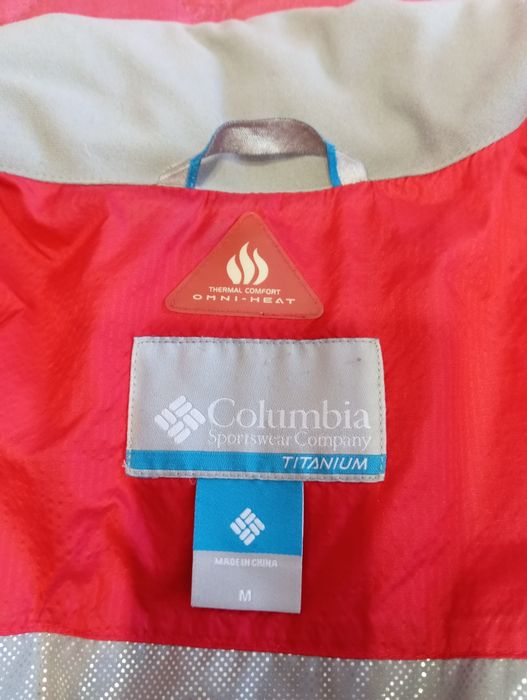 THERMAL COMFORT
OMNI-HEAT
Columbia
Sportswear Company
TITANIUM
MADE IN CHINA
M